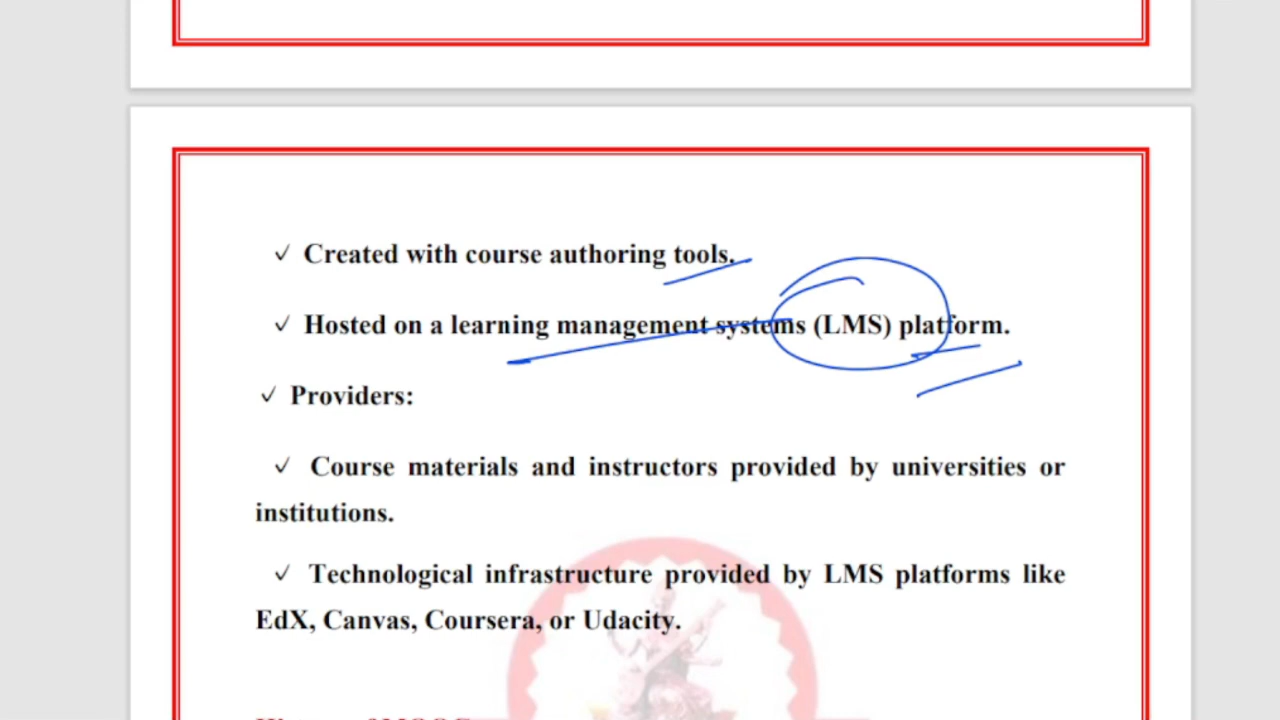 ✓ Created with course authoring tools.
✓ Hosted on a learning management systems (LMS) platform.
✓ Providers:
✓ Course materials and instructors provided by universities or
institutions.
✓ Technological infrastructure provided by LMS platforms like
EdX, Canvas, Coursera, or Udacity.